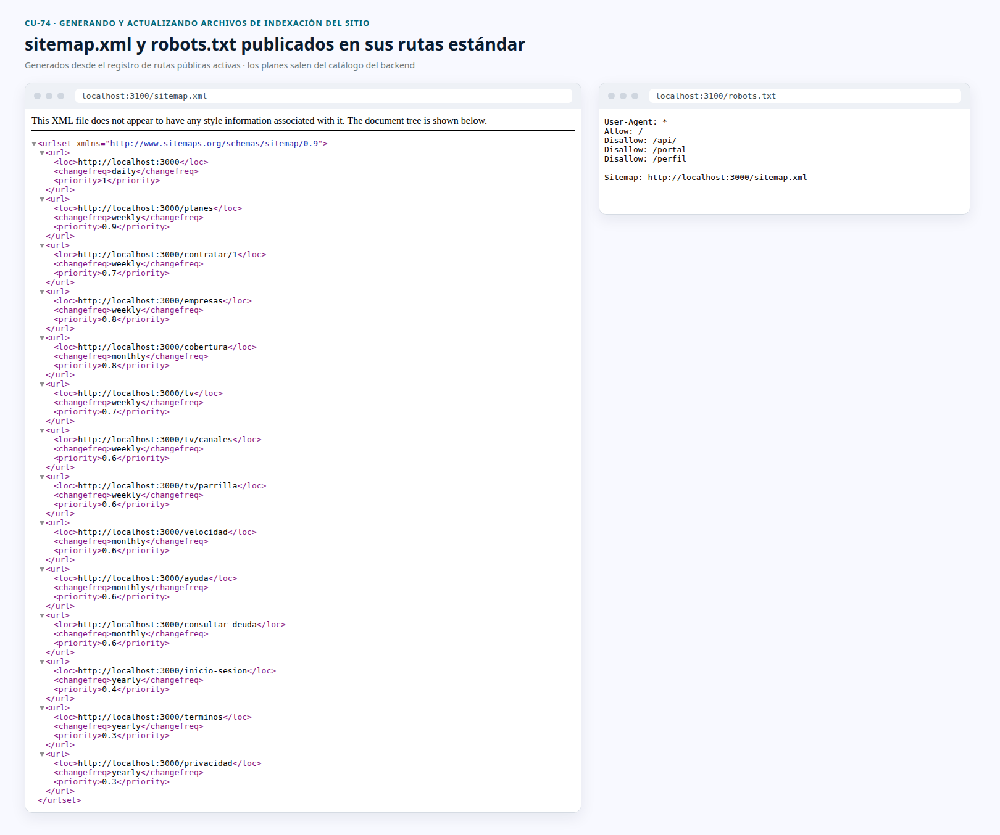 CU-74 · GENERANDO Y ACTUALIZANDO ARCHIVOS DE INDEXACIÓN DEL SITIO
sitemap.xml y robots.txt publicados en sus rutas estándar
Generados desde el registro de rutas públicas activas · los planes salen del catálogo del backend
localhost:3100/sitemap.xml
This XML file does not appear to have any style information associated with it. The document tree is shown below.
<urlset xmlns="http://www.sitemaps.org/schemas/sitemap/0.9">
<url>
<loc>http://localhost:3000</loc>
<changefreq>daily</changefreq>
<priority>1</priority>
</url>
<url>
<loc>http://localhost:3000/planes</loc>
<changefreq>weekly</changefreq>
<priority>0.9</priority>
</url>
<url>
<loc>http://localhost:3000/contratar/1</loc>
<changefreq>weekly</changefreq>
<priority>0.7</priority>
</url>
<url>
<loc>http://localhost:3000/empresas</loc>
<changefreq>weekly</changefreq>
<priority>0.8</priority>
</url>
<url>
<loc>http://localhost:3000/cobertura</loc>
<changefreq>monthly</changefreq>
<priority>0.8</priority>
</url>
<url>
<loc>http://localhost:3000/tv</loc>
<changefreq>weekly</changefreq>
<priority>0.7</priority>
</url>
<url>
<loc>http://localhost:3000/tv/canales</loc>
<changefreq>weekly</changefreq>
<priority>0.6</priority>
</url>
<url>
<loc>http://localhost:3000/tv/parrilla</loc>
<changefreq>weekly</changefreq>
<priority>0.6</priority>
</url>
<url>
<loc>http://localhost:3000/velocidad</loc>
<changefreq>monthly</changefreq>
<priority>0.6</priority>
</url>
<url>
<loc>http://localhost:3000/ayuda</loc>
<changefreq>monthly</changefreq>
<priority>0.6</priority>
</url>
<url>
<loc>http://localhost:3000/consultar-deuda</loc>
<changefreq>monthly</changefreq>
<priority>0.6</priority>
</url>
<url>
<loc>http://localhost:3000/inicio-sesion</loc>
<changefreq>yearly</changefreq>
<priority>0.4</priority>
</url>
<url>
<loc>http://localhost:3000/terminos</loc>
<changefreq>yearly</changefreq>
<priority>0.3</priority>
</url>
<url>
<loc>http://localhost:3000/privacidad</loc>
<changefreq>yearly</changefreq>
<priority>0.3</priority>
</url>
</urlset>
localhost:3100/robots.txt
User-Agent: *
Allow: /
Disallow: /api/
Disallow: /portal
Disallow: /perfil
Sitemap: http://localhost:3000/sitemap.xml